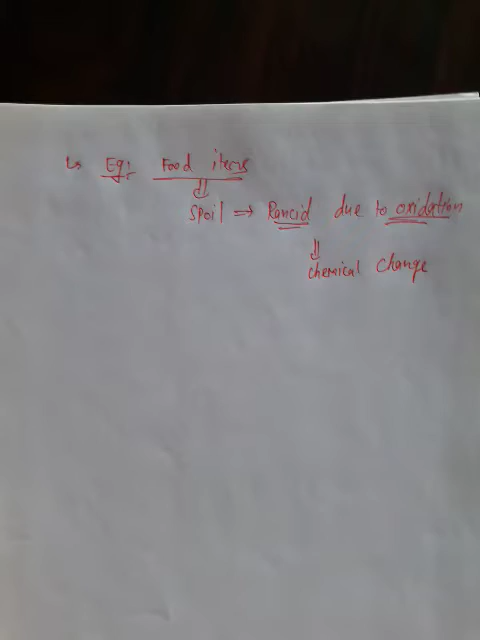 ↳ Eg: Food items
⇓
Spoil ⇒ Rancid due to oxidation
⇓
chemical change